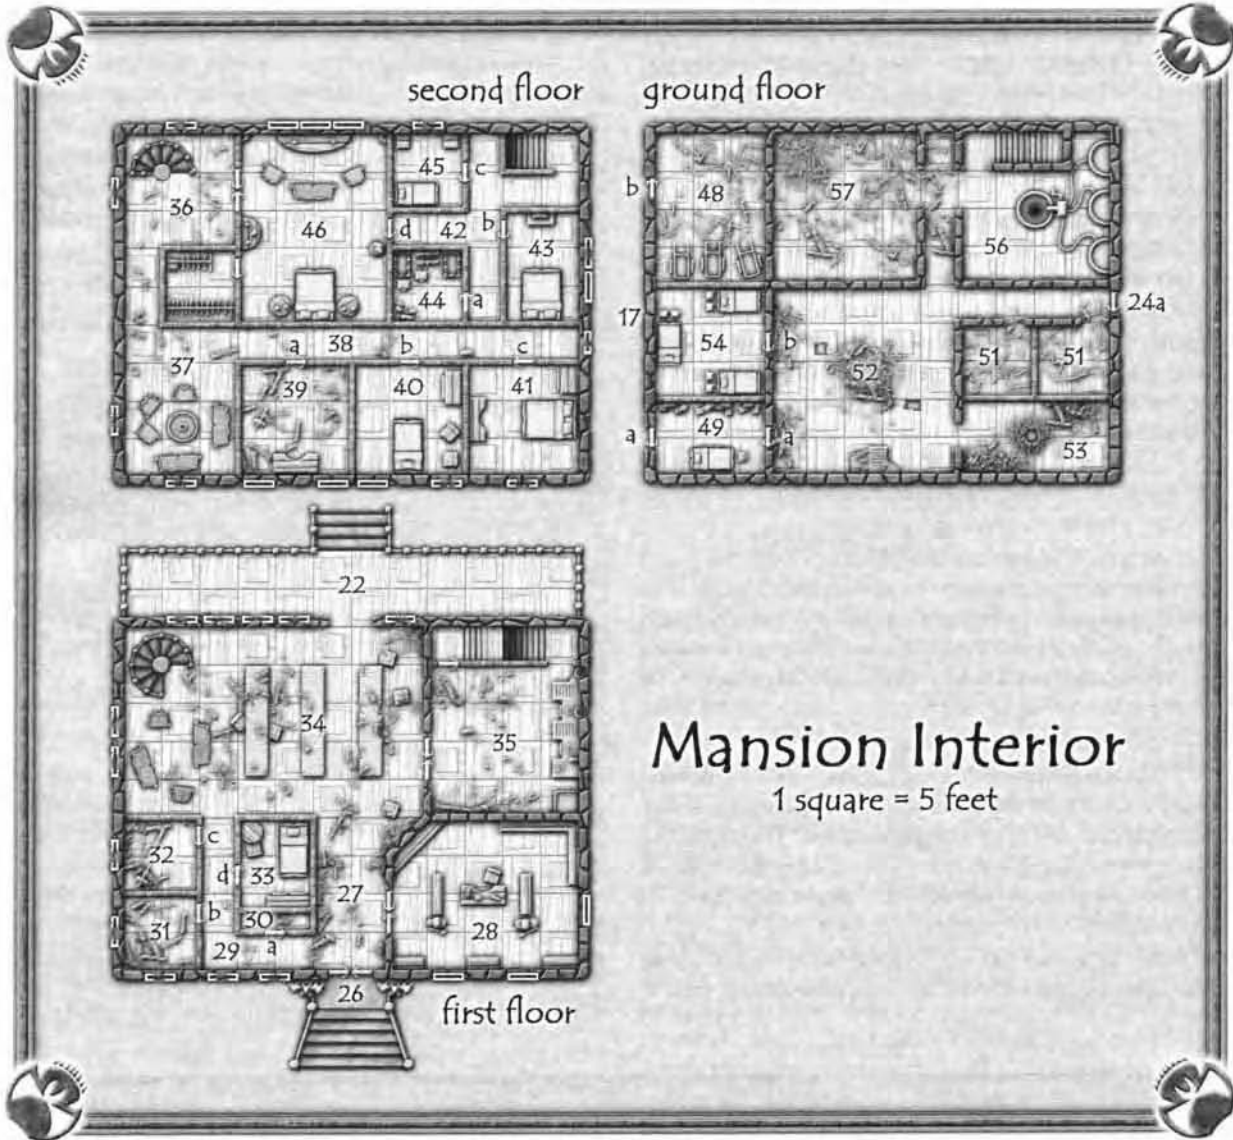 second floor
ground floor
45
c
36
46
d
42
b
43
44
a
37
a
38
b
c
39
40
41
b
48
57
56
17
54
b
24a
52
51
51
49
a
a
53
22
34
35
32
c
d
33
27
b
30
31
29
a
28
26
first floor
Mansion Interior
1 square = 5 feet